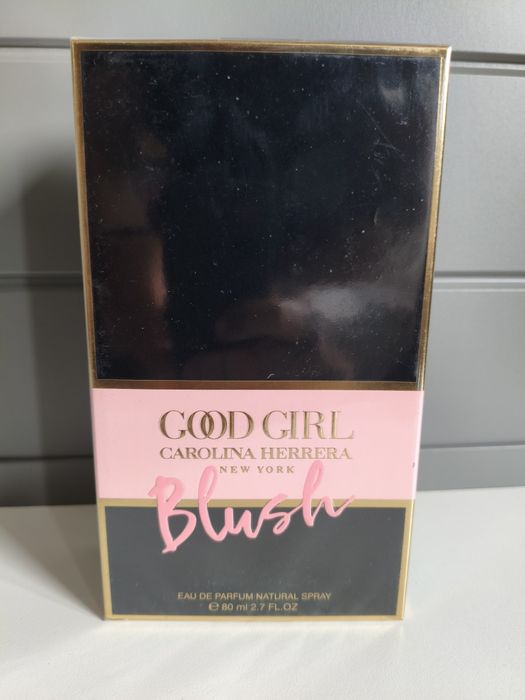 GOOD GIRL
CAROLINA HERRERA
NEW YORK
Blush
EAU DE PARFUM NATURAL SPRAY
℮ 80 ml 2.7 FL.OZ